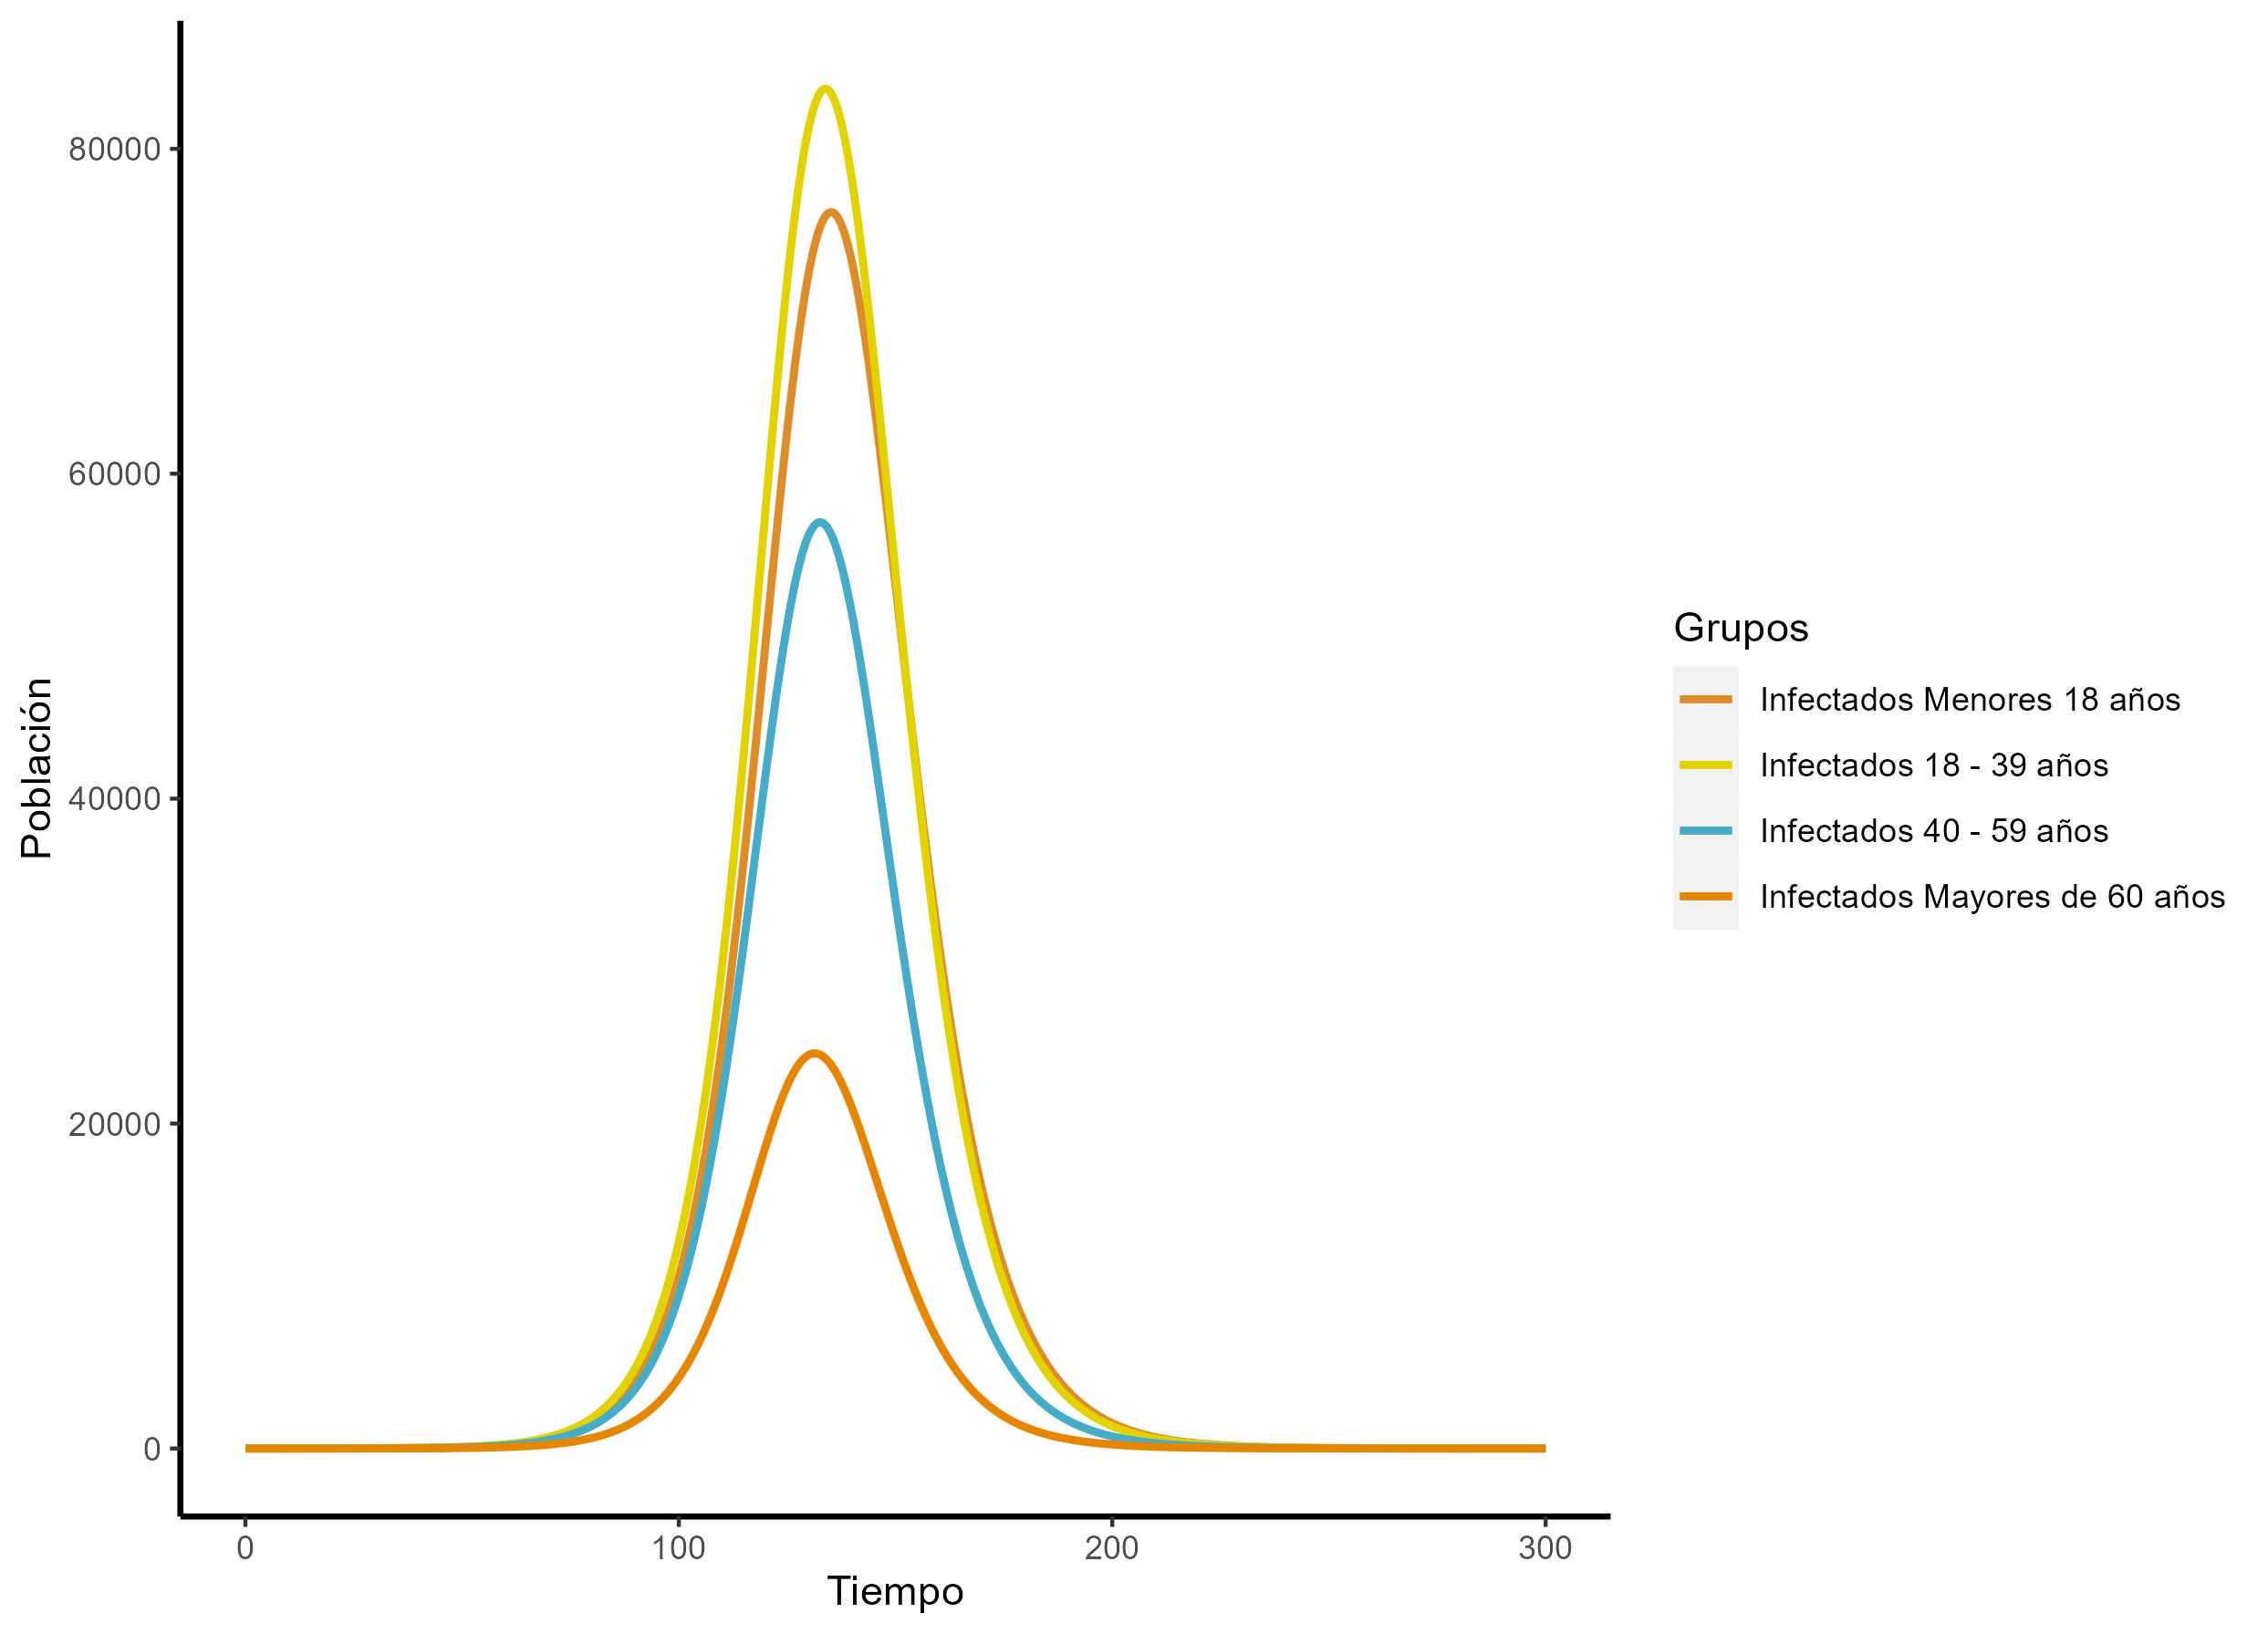 80000
60000
40000
20000
0
Población
0 100 200 300
Tiempo
Grupos
Infectados Menores 18 años
Infectados 18 - 39 años
Infectados 40 - 59 años
Infectados Mayores de 60 años